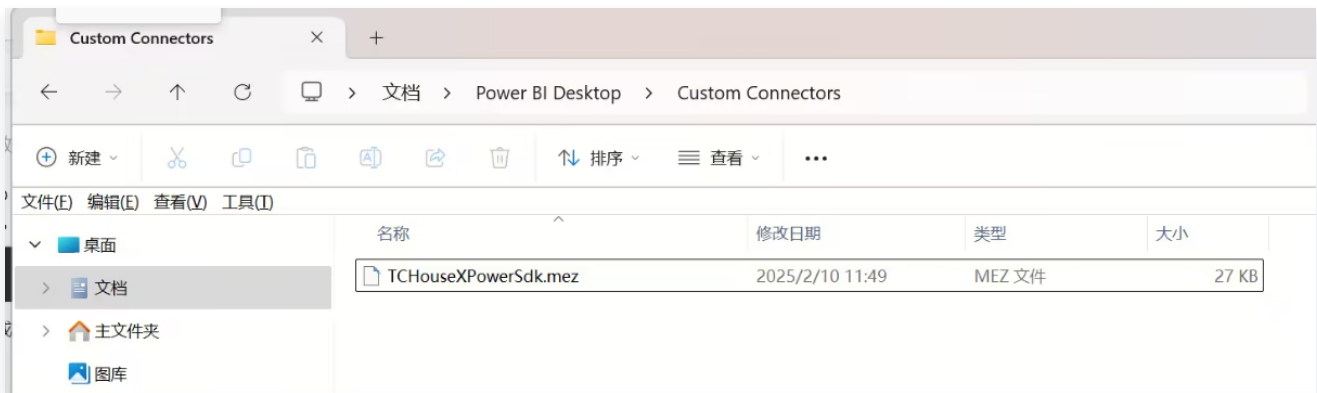 Custom Connectors
文档 > Power BI Desktop > Custom Connectors
新建 排序 查看 •••
文件(F) 编辑(E) 查看(V) 工具(T)
名称 修改日期 类型 大小
桌面
TCHouseXPowerSdk.mez 2025/2/10 11:49 MEZ 文件 27 KB
文档
主文件夹
图库